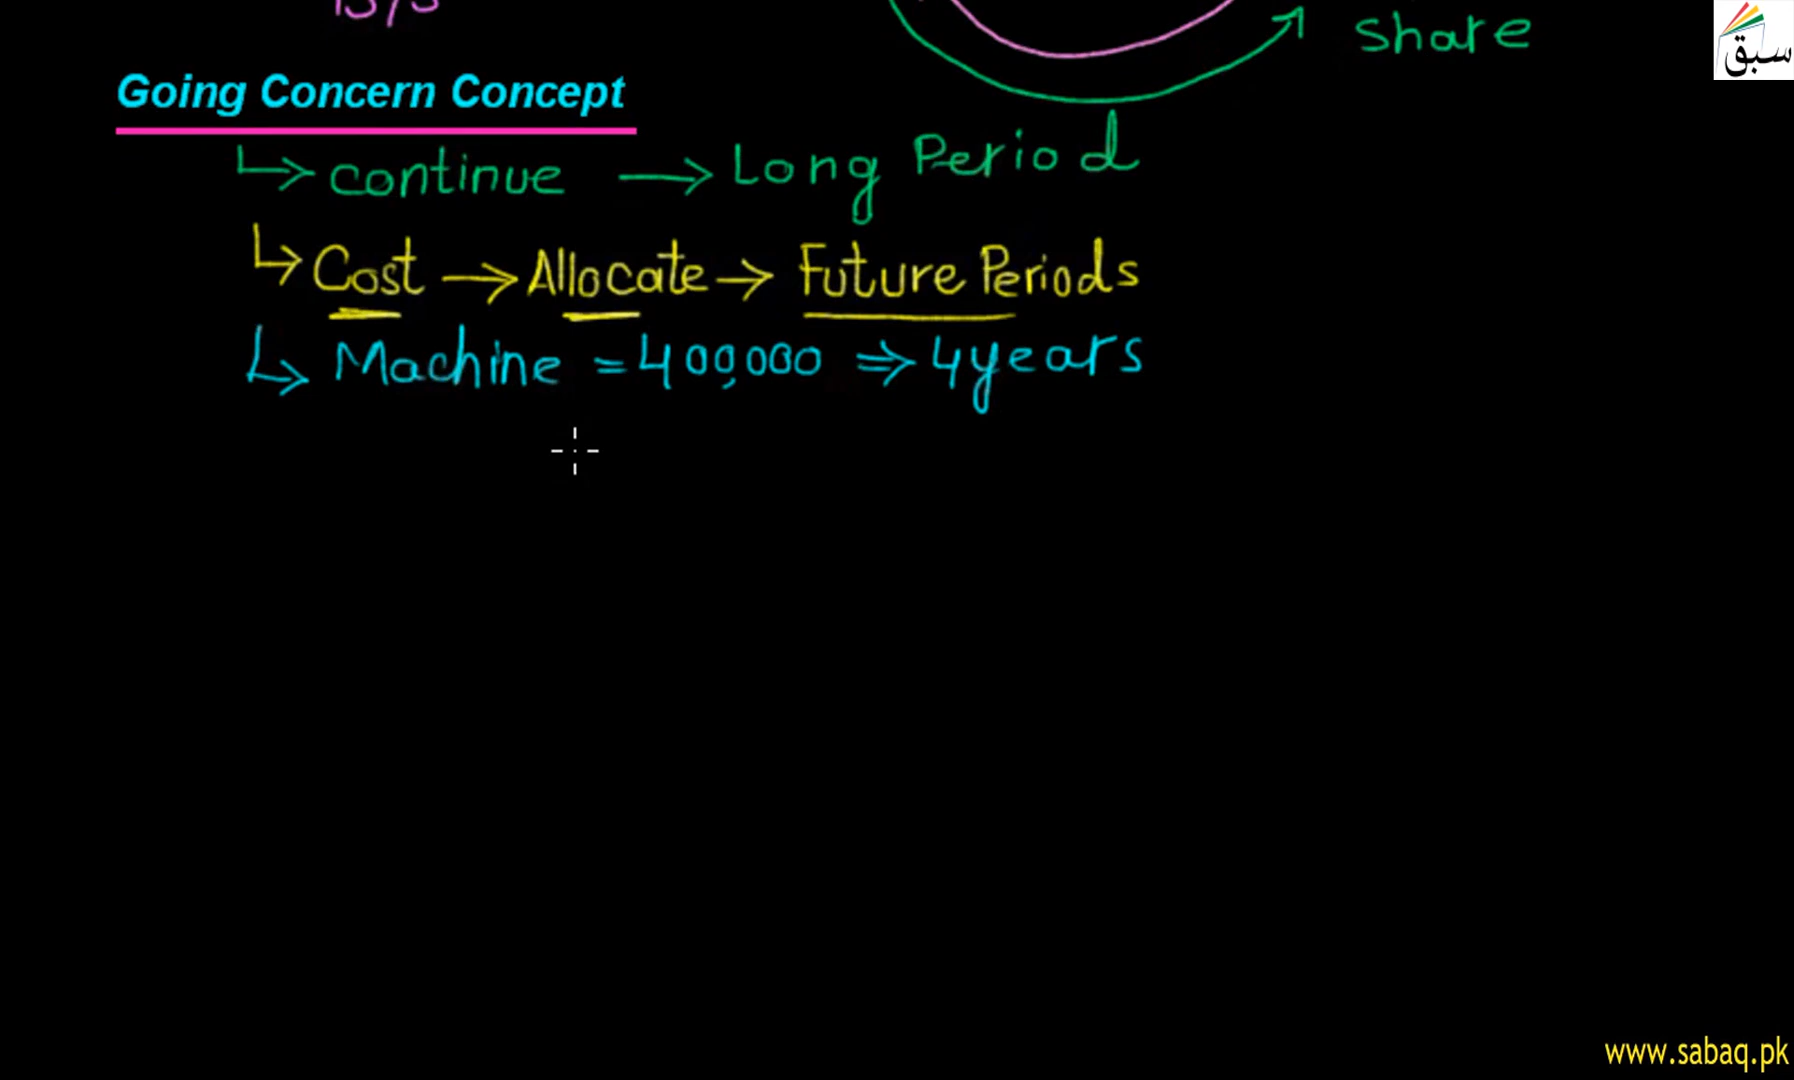 share
سبق
Going Concern Concept
↳ continue → Long Period
↳ Cost → Allocate → Future Periods
↳ Machine = 400,000 ⇒ 4 years
www.sabaq.pk